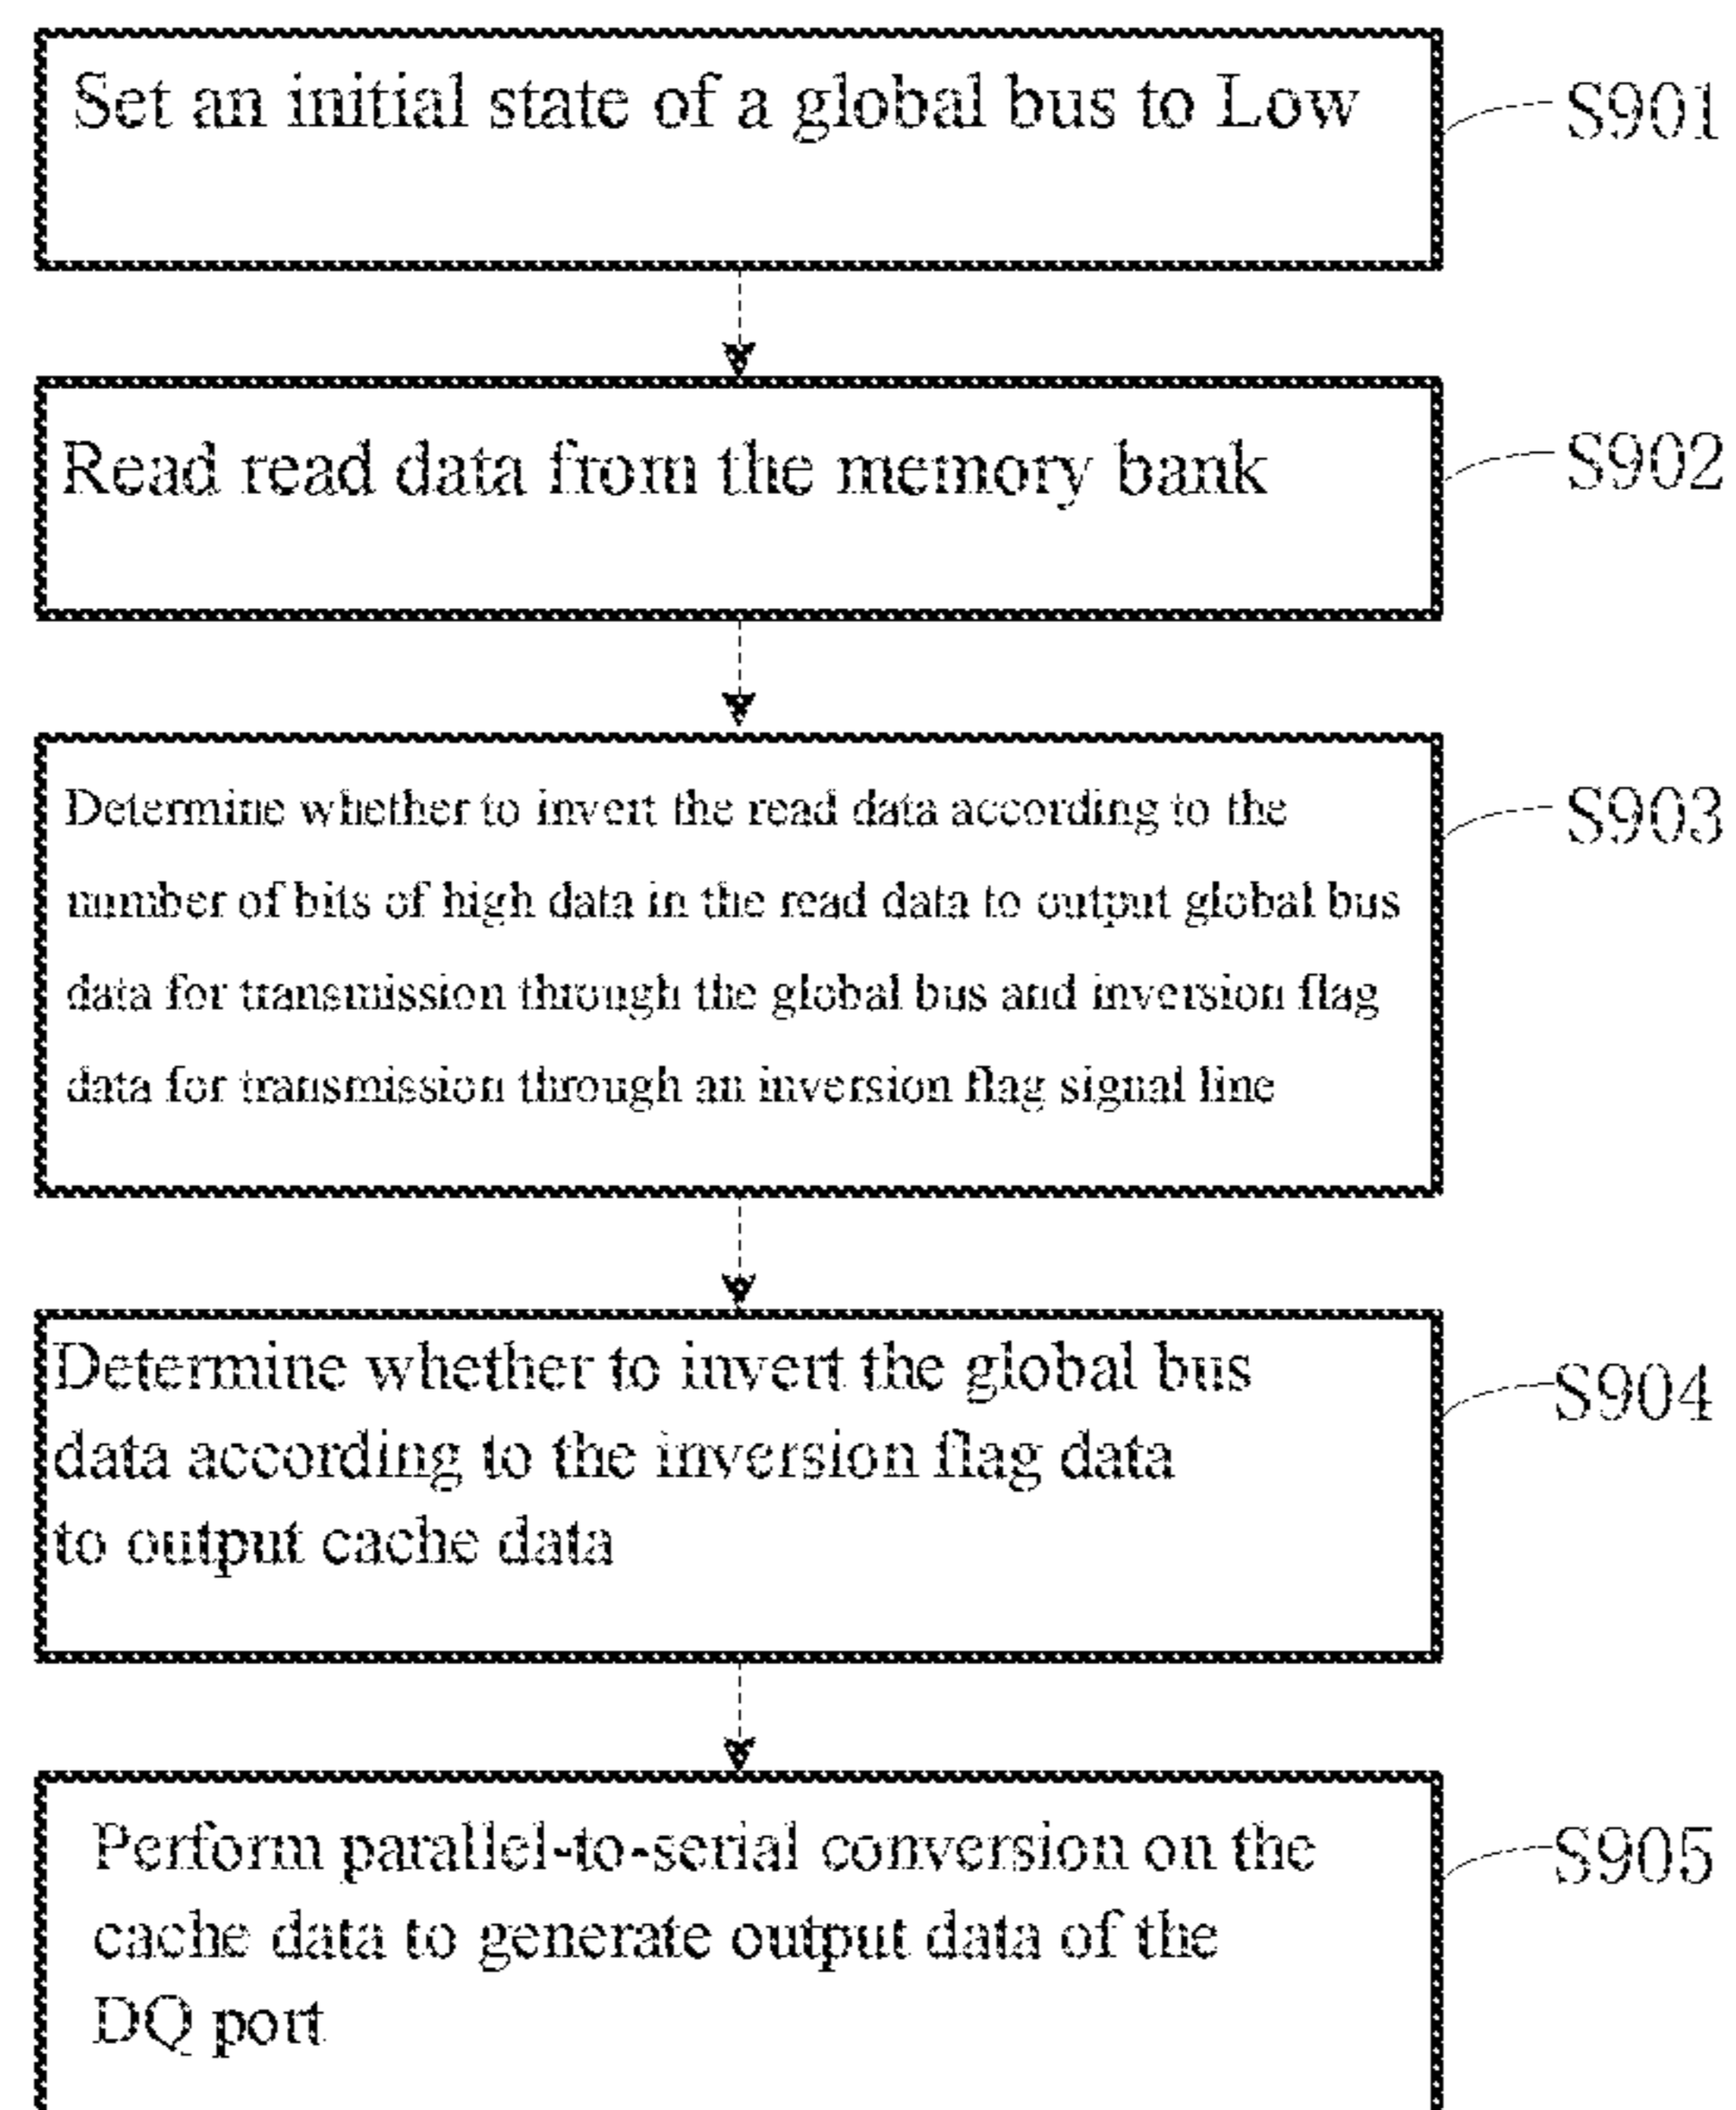 Set an initial state of a global bus to Low
S901
Read read data from the memory bank
S902
Determine whether to invert the read data according to the
number of bits of high data in the read data to output global bus
data for transmission through the global bus and inversion flag
data for transmission through an inversion flag signal line
S903
Determine whether to invert the global bus
data according to the inversion flag data
to output cache data
S904
Perform parallel-to-serial conversion on the
cache data to generate output data of the
DQ port
S905